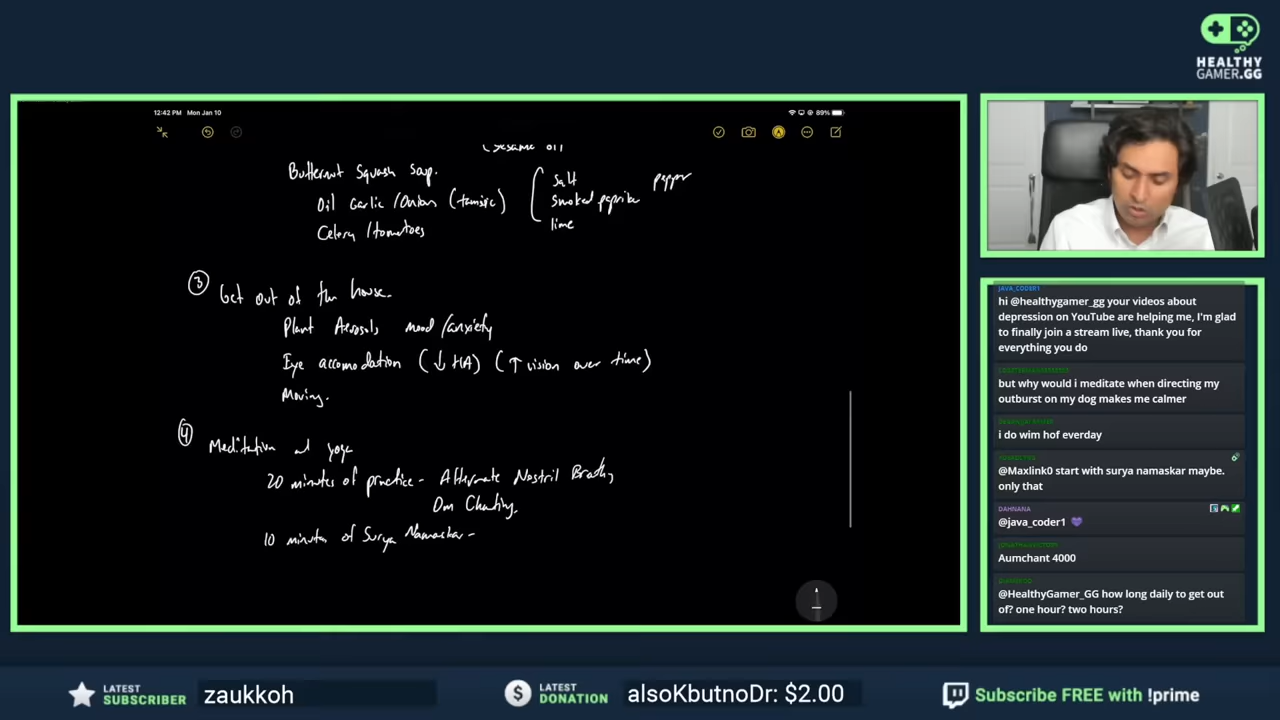 HEALTHY
GAMER.GG
12:42 PM Mon Jan 10
89%
(sesame oil)
Butternut Squash Soup.
Oil garlic/Onion (turmeric)
Celery/tomatoes
salt
smoked paprika
lime
pepper
③ Get out of the house.
Plant Aerosols mood/anxiety
Eye accomodation (↓ HA) (↑ vision over time)
Moving.
④ Meditation and yoga
20 minutes of practice - Alternate Nostril Breath,
Om Chanting.
10 minutes of Surya Namaskar -
JAVA_CODER1
hi @healthygamer_gg your videos about
depression on YouTube are helping me, I'm glad
to finally join a stream live, thank you for
everything you do
but why would i meditate when directing my
outburst on my dog makes me calmer
i do wim hof everday
@Maxlink0 start with surya namaskar maybe.
only that
DAHNANA
@java_coder1 💜
Aumchant 4000
@HealthyGamer_GG how long daily to get out
of? one hour? two hours?
LATEST
SUBSCRIBER
zaukkoh
LATEST
DONATION
alsoKbutnoDr: $2.00
Subscribe FREE with !prime